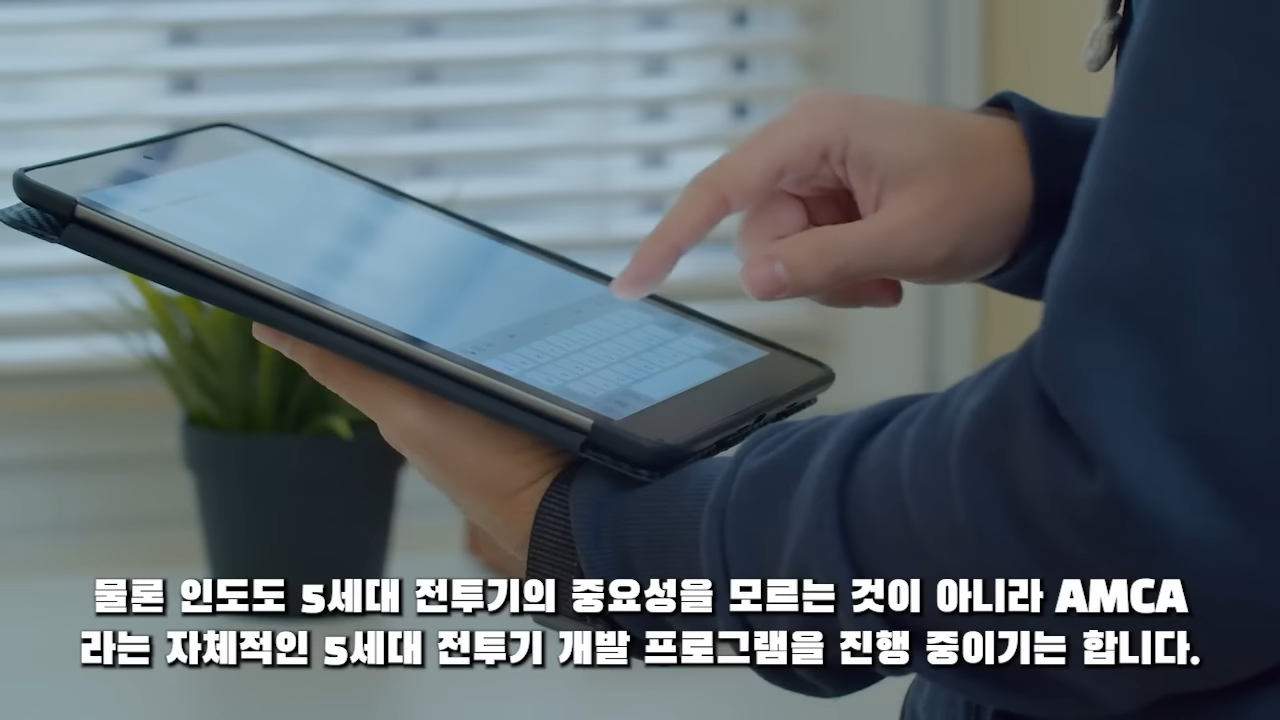 물론 인도도 5세대 전투기의 중요성을 모르는 것이 아니라 AMCA
라는 자체적인 5세대 전투기 개발 프로그램을 진행 중이기는 합니다.